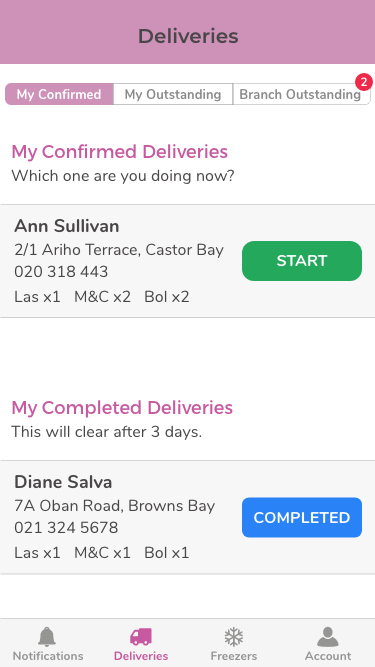 Deliveries
2
My Confirmed My Outstanding Branch Outstanding
My Confirmed Deliveries
Which one are you doing now?
Ann Sullivan
2/1 Ariho Terrace, Castor Bay
020 318 443
START
Las x1 M&C x2 Bol x2
My Completed Deliveries
This will clear after 3 days.
Diane Salva
7A Oban Road, Browns Bay
021 324 5678
COMPLETED
Las x1 M&C x1 Bol x1
Notifications Deliveries Freezers Account